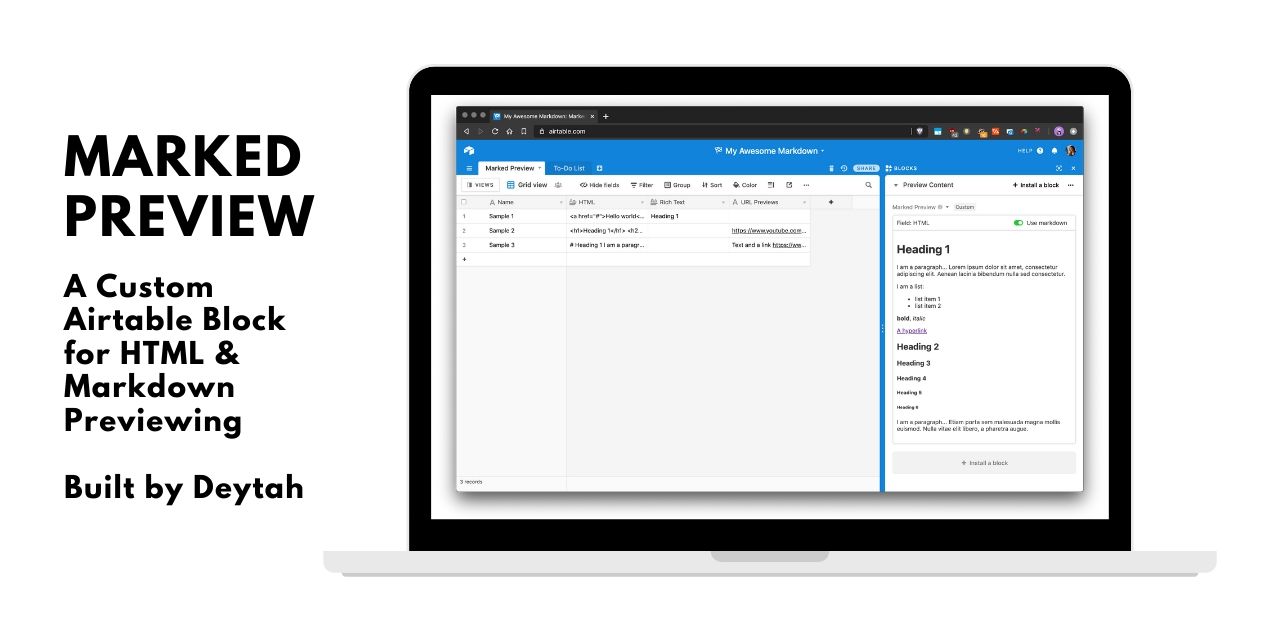 MARKED
PREVIEW
A Custom
Airtable Block
for HTML &
Markdown
Previewing
Built by Deytah
My Awesome Markdown: Marke
airtable.com
My Awesome Markdown
HELP
Marked Preview
To-Do List
SHARE
BLOCKS
VIEWS
Grid view
Hide fields
Filter
Group
Sort
Color
Preview Content
+ Install a block
Name
HTML
Rich Text
URL Previews
+
Marked Preview
Custom
1 Sample 1 <a href="#">Hello world<... Heading 1
2 Sample 2 <h1>Heading 1</h1> <h2... https://www.youtube.com...
3 Sample 3 # Heading 1 I am a paragr... Text and a link https://ww...
+
Field: HTML
Use markdown
Heading 1
I am a paragraph... Lorem ipsum dolor sit amet, consectetur
adipiscing elit. Aenean lacinia bibendum nulla sed consectetur.
I am a list:
• list item 1
• list item 2
bold, italic
A hyperlink
Heading 2
Heading 3
Heading 4
Heading 5
Heading 6
I am a paragraph... Etiam porta sem malesuada magna mollis
euismod. Nulla vitae elit libero, a pharetra augue.
+ Install a block
3 records